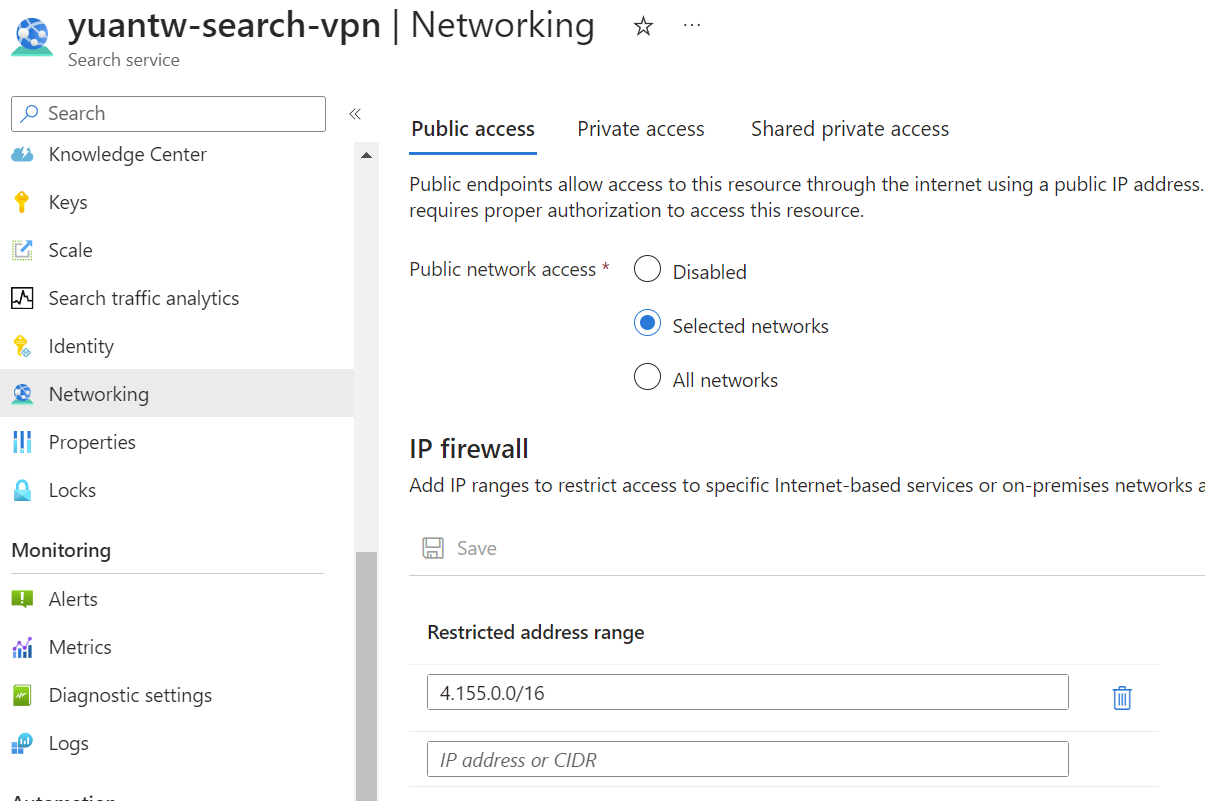 yuantw-search-vpn | Networking
Search service
Search
Knowledge Center
Keys
Scale
Search traffic analytics
Identity
Networking
Properties
Locks
Monitoring
Alerts
Metrics
Diagnostic settings
Logs
Automation
Public access Private access Shared private access
Public endpoints allow access to this resource through the internet using a public IP address.
requires proper authorization to access this resource.
Public network access *
Disabled
Selected networks
All networks
IP firewall
Add IP ranges to restrict access to specific Internet-based services or on-premises networks a
Save
Restricted address range
4.155.0.0/16
IP address or CIDR